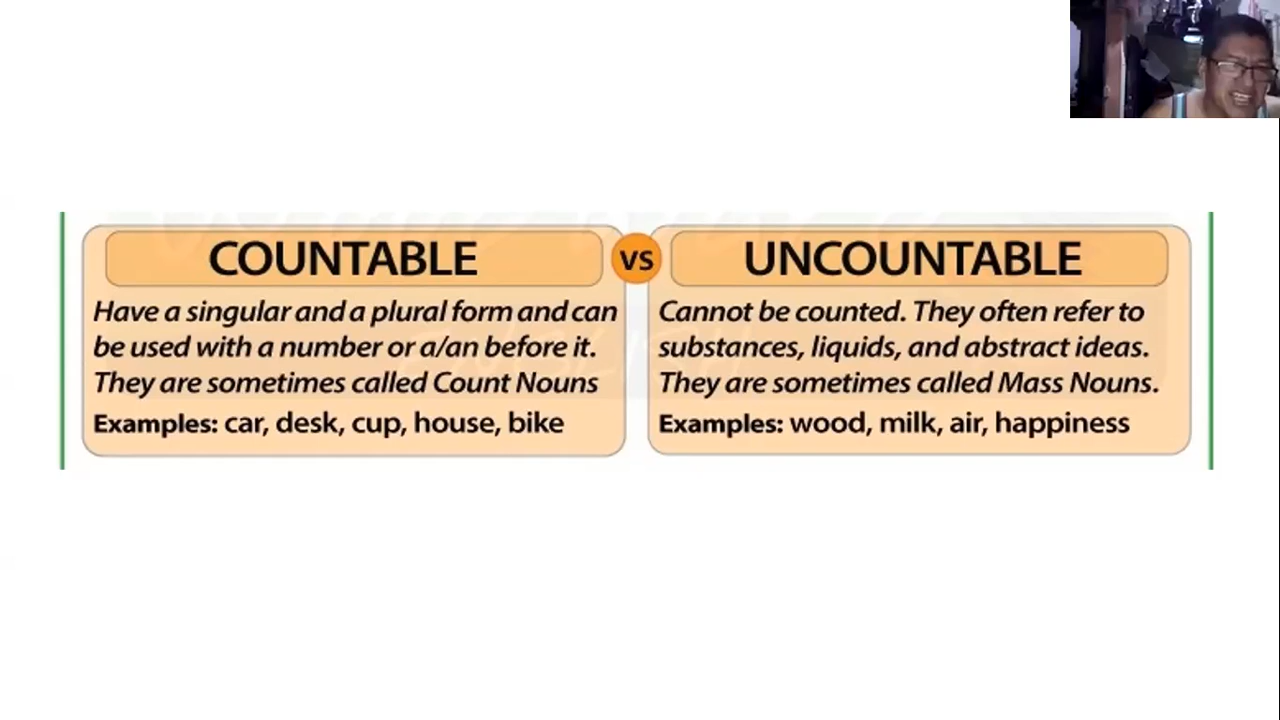 COUNTABLE
Have a singular and a plural form and can
be used with a number or a/an before it.
They are sometimes called Count Nouns
Examples: car, desk, cup, house, bike
VS
UNCOUNTABLE
Cannot be counted. They often refer to
substances, liquids, and abstract ideas.
They are sometimes called Mass Nouns.
Examples: wood, milk, air, happiness